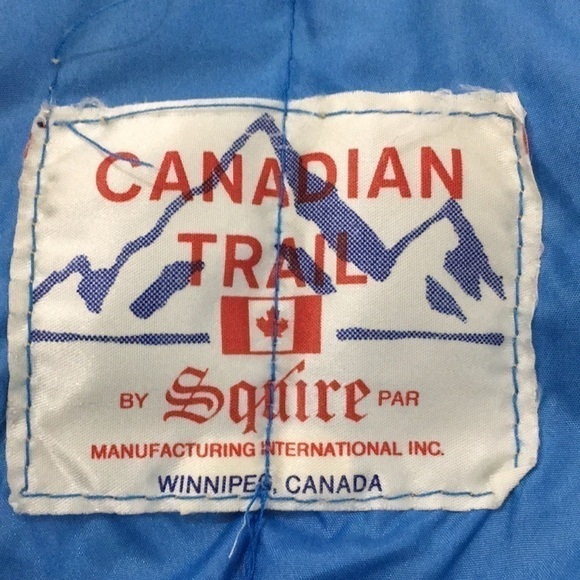 CANADIAN
TRAIL
BY Squire PAR
MANUFACTURING INTERNATIONAL INC.
WINNIPEG, CANADA